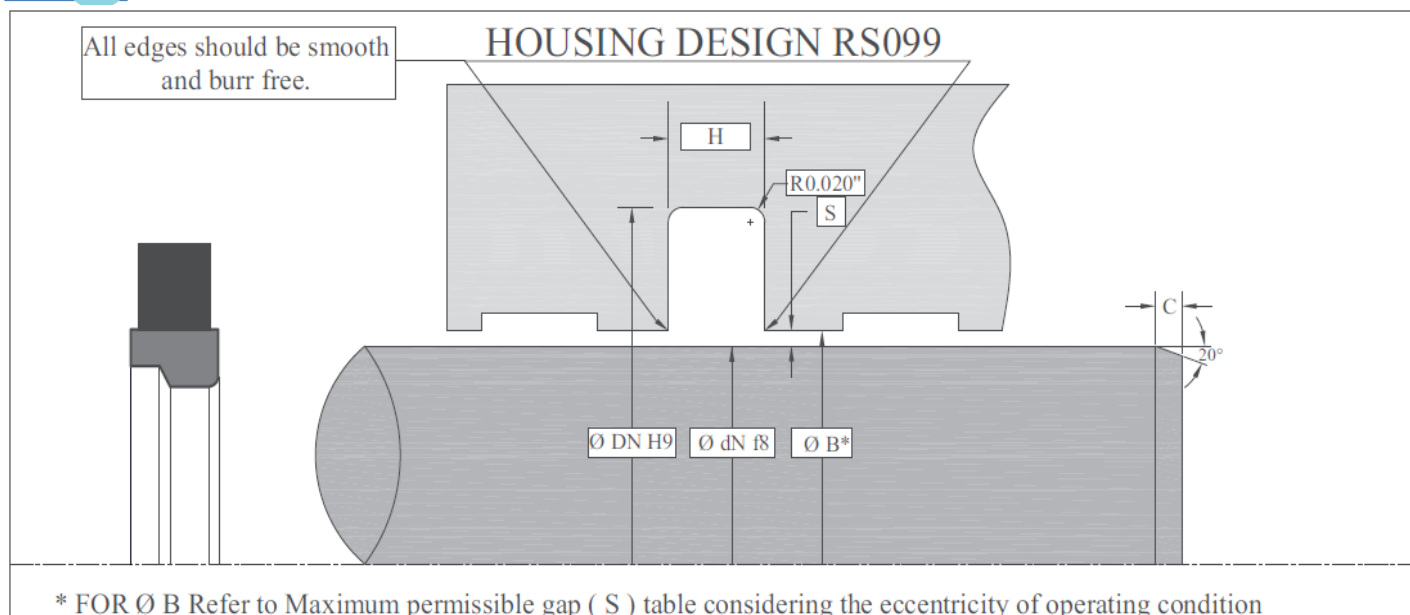 All edges should be smooth
and burr free.
HOUSING DESIGN RS099
H
R0.020"
S
C
20°
Ø DN H9
Ø dN f8
Ø B*
* FOR Ø B Refer to Maximum permissible gap ( S ) table considering the eccentricity of operating condition